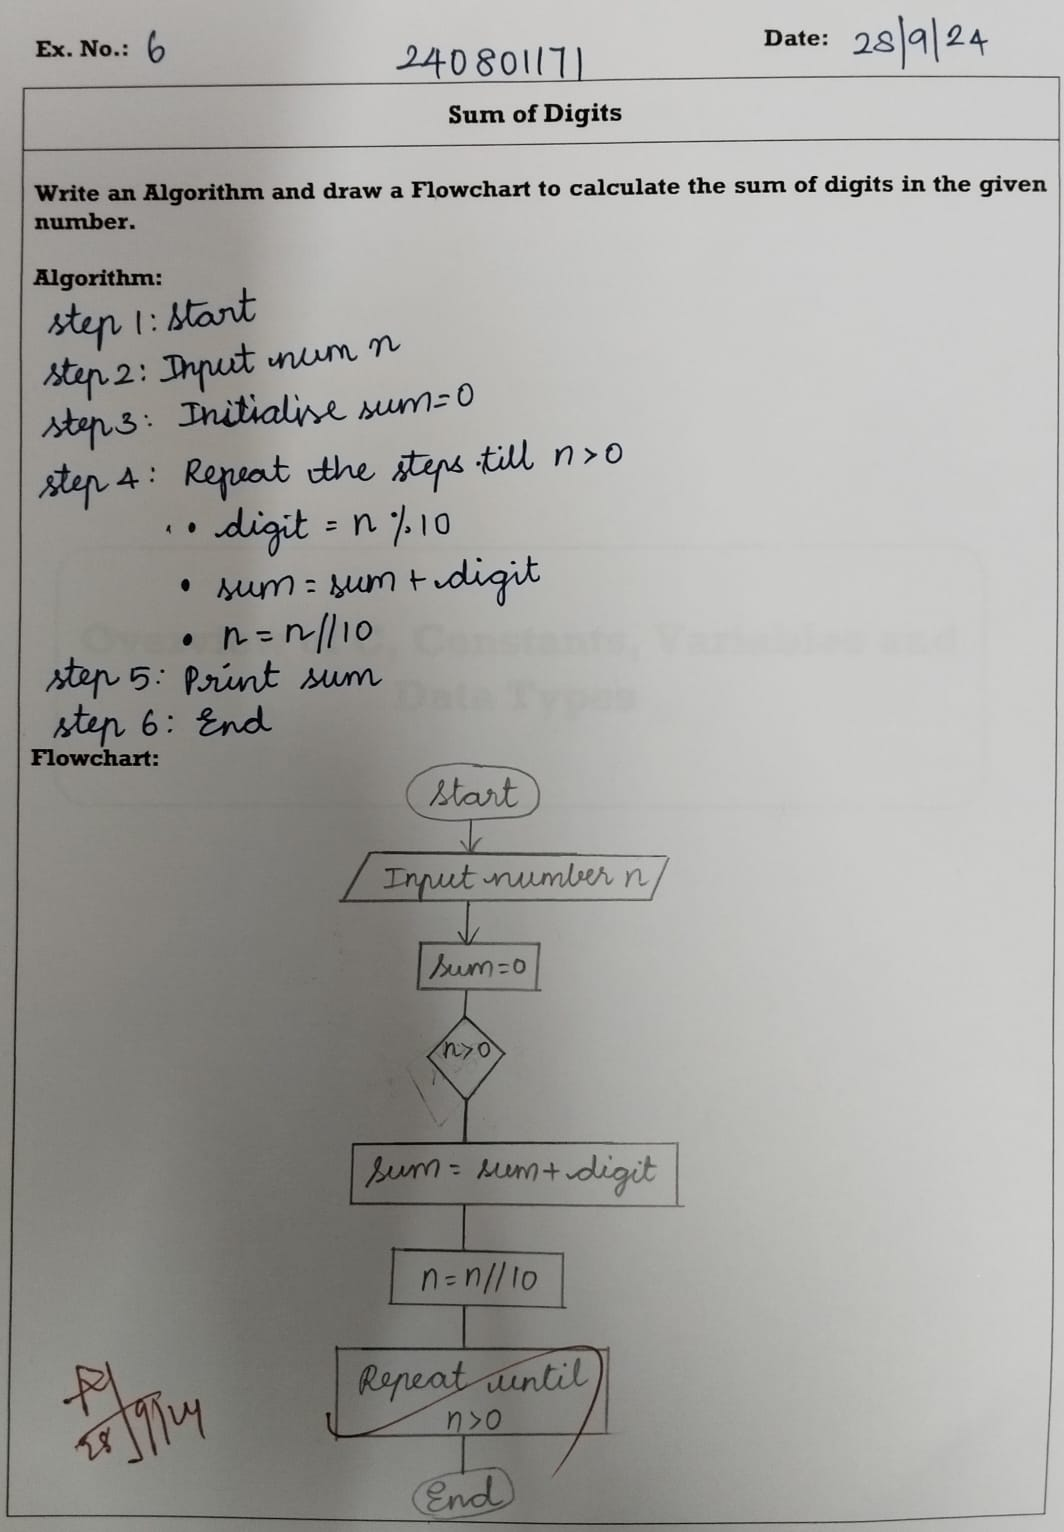 Ex. No.: 6
240801171
Date: 28/9/24
Sum of Digits
Write an Algorithm and draw a Flowchart to calculate the sum of digits in the given
number.
Algorithm:
step 1: start
step 2: Input num n
step 3: Initialise sum=0
step 4: Repeat the steps till n>0
• digit = n % 10
• sum = sum + digit
• n = n//10
step 5: Print sum
step 6: End
Flowchart:
Start
Input number n
Sum=0
n>0
Sum = sum + digit
n=n//10
Repeat until
n>0
End
28/9/24